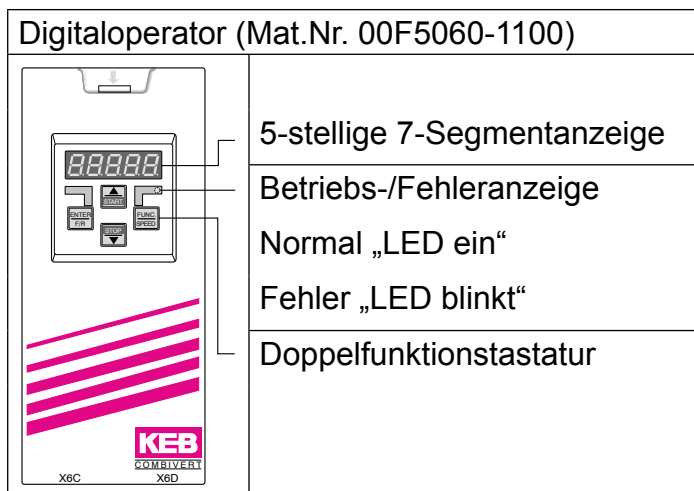 Digitaloperator (Mat.Nr. 00F5060-1100)
5-stellige 7-Segmentanzeige
Betriebs-/Fehleranzeige
Normal „LED ein“
Fehler „LED blinkt“
Doppelfunktionstastatur
88888
START
ENTER
F/R
FUNC.
SPEED
STOP
KEB
COMBIVERT
X6C
X6D